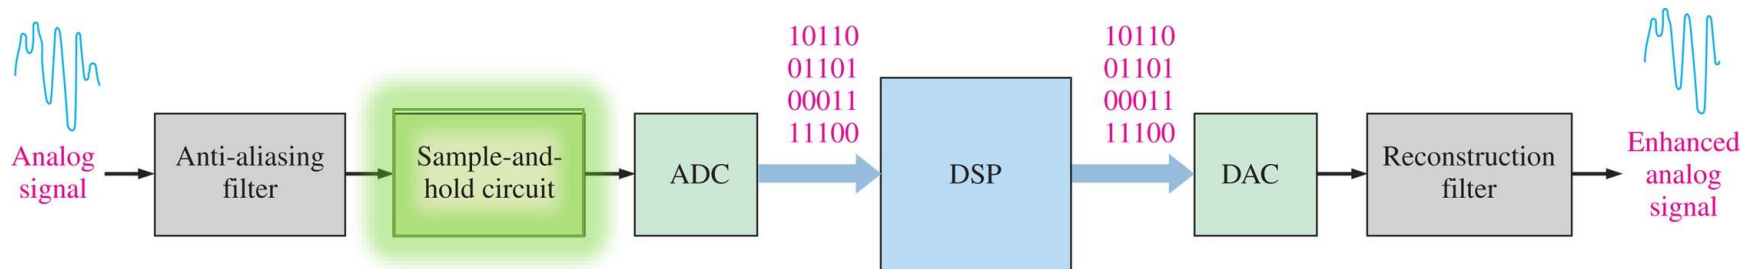 Analog
signal
Anti-aliasing
filter
Sample-and-
hold circuit
ADC
10110
01101
00011
11100
DSP
10110
01101
00011
11100
DAC
Reconstruction
filter
Enhanced
analog
signal